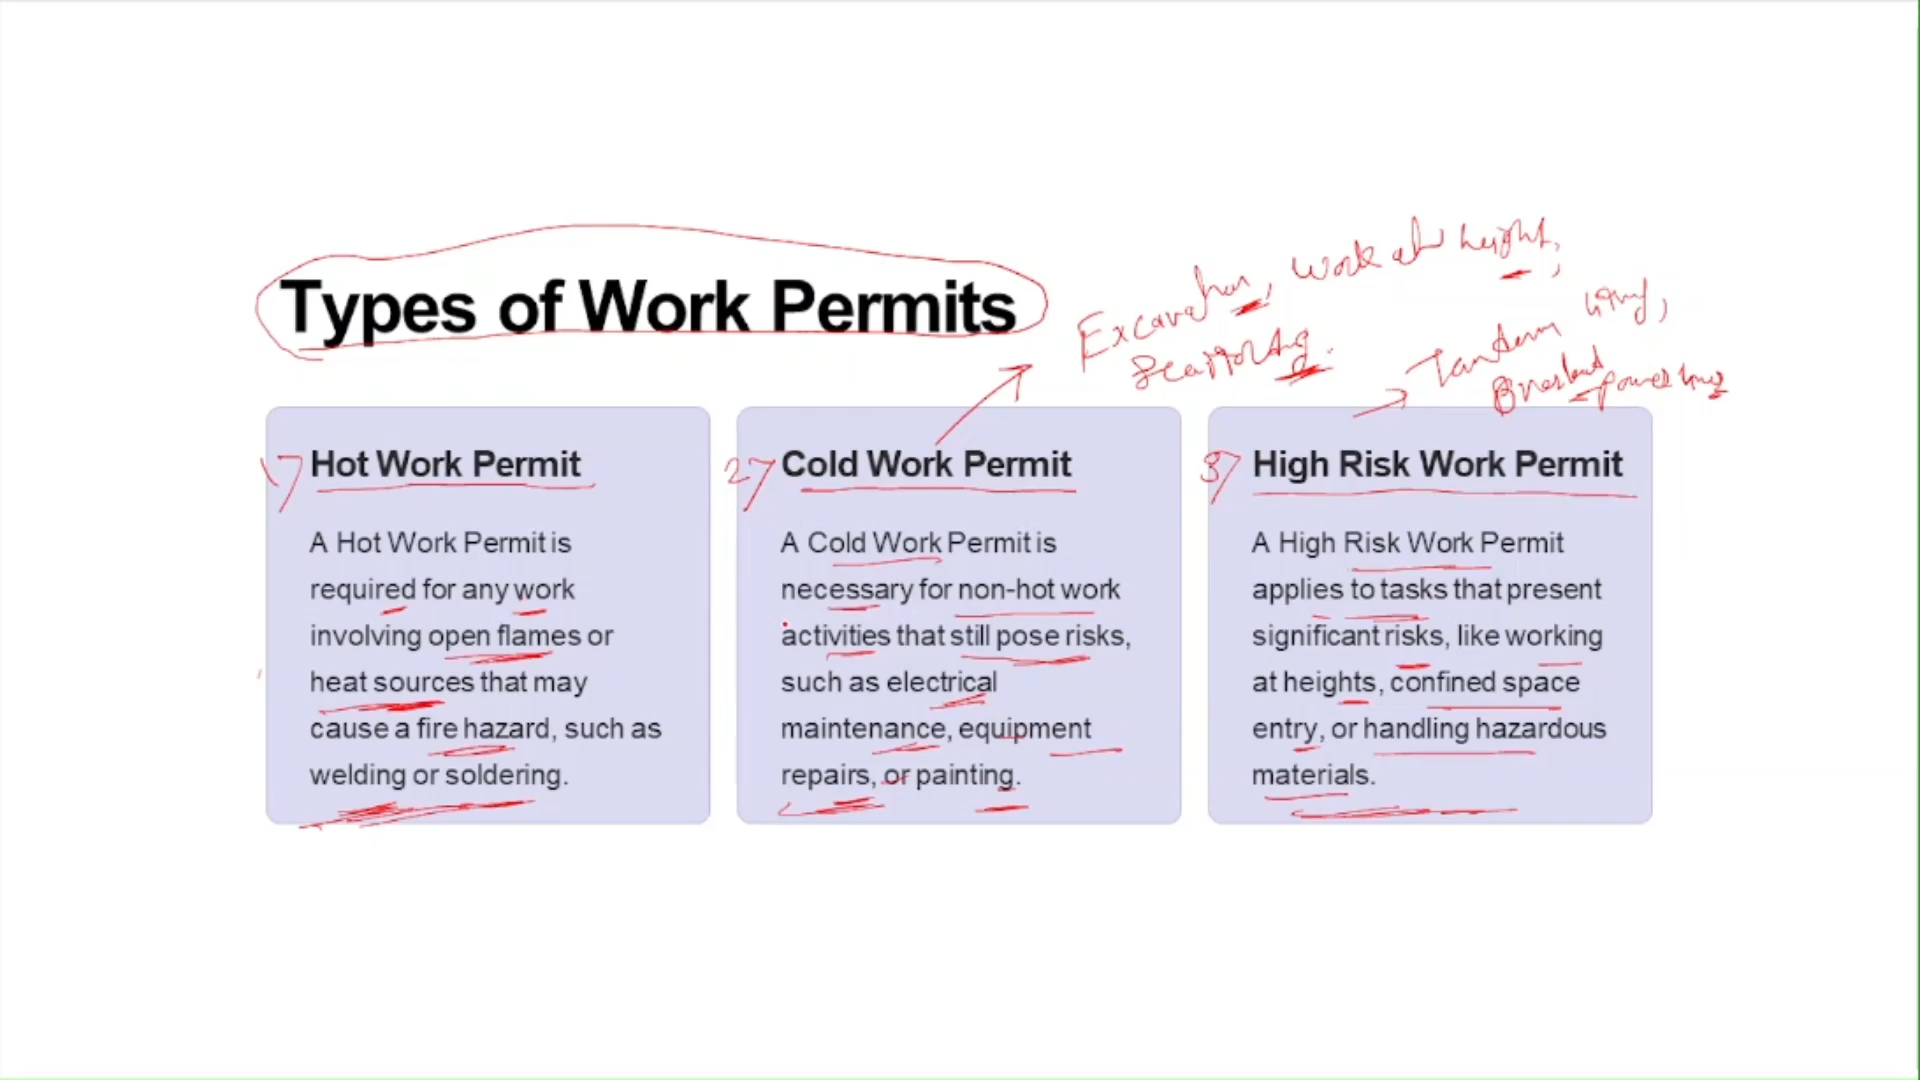 Types of Work Permits
Excavation, work at height,
Scaffolding.
Tandem lifting,
Overhead power lines
1) Hot Work Permit
A Hot Work Permit is
required for any work
involving open flames or
heat sources that may
cause a fire hazard, such as
welding or soldering.
2) Cold Work Permit
A Cold Work Permit is
necessary for non-hot work
activities that still pose risks,
such as electrical
maintenance, equipment
repairs, or painting.
3) High Risk Work Permit
A High Risk Work Permit
applies to tasks that present
significant risks, like working
at heights, confined space
entry, or handling hazardous
materials.